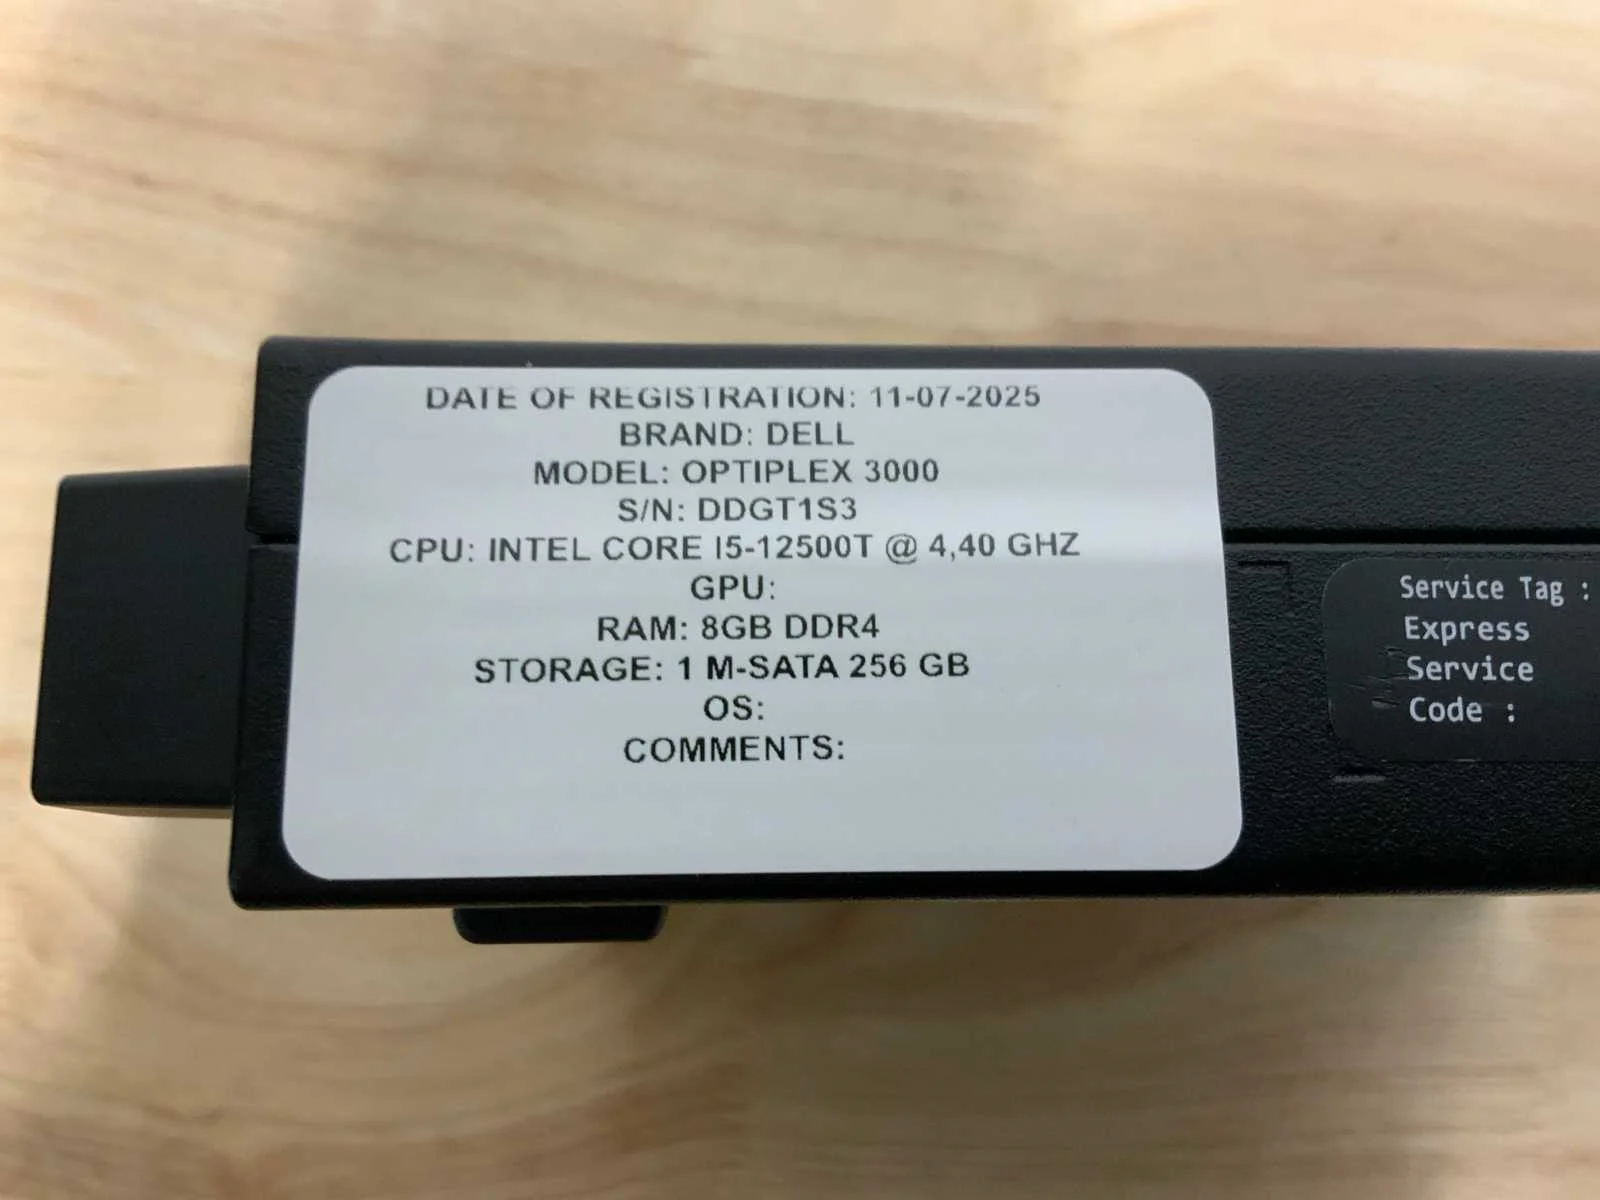 DATE OF REGISTRATION: 11-07-2025
BRAND: DELL
MODEL: OPTIPLEX 3000
S/N: DDGT1S3
CPU: INTEL CORE I5-12500T @ 4,40 GHZ
GPU:
RAM: 8GB DDR4
STORAGE: 1 M-SATA 256 GB
OS:
COMMENTS:
Service Tag :
Express
Service
Code :